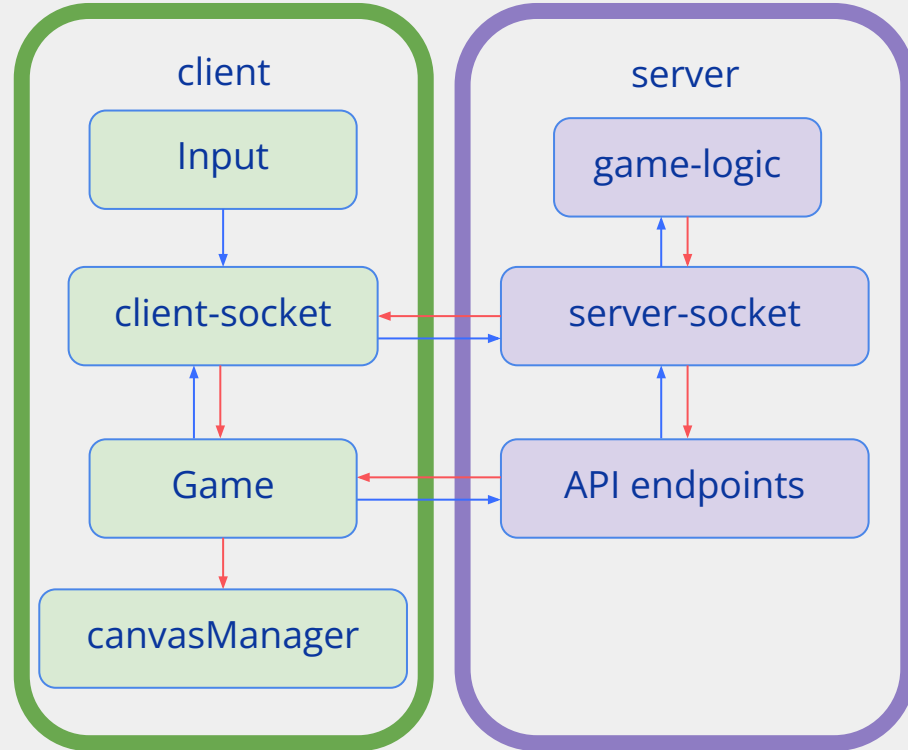 client
Input
client-socket
Game
canvasManager
server
game-logic
server-socket
API endpoints